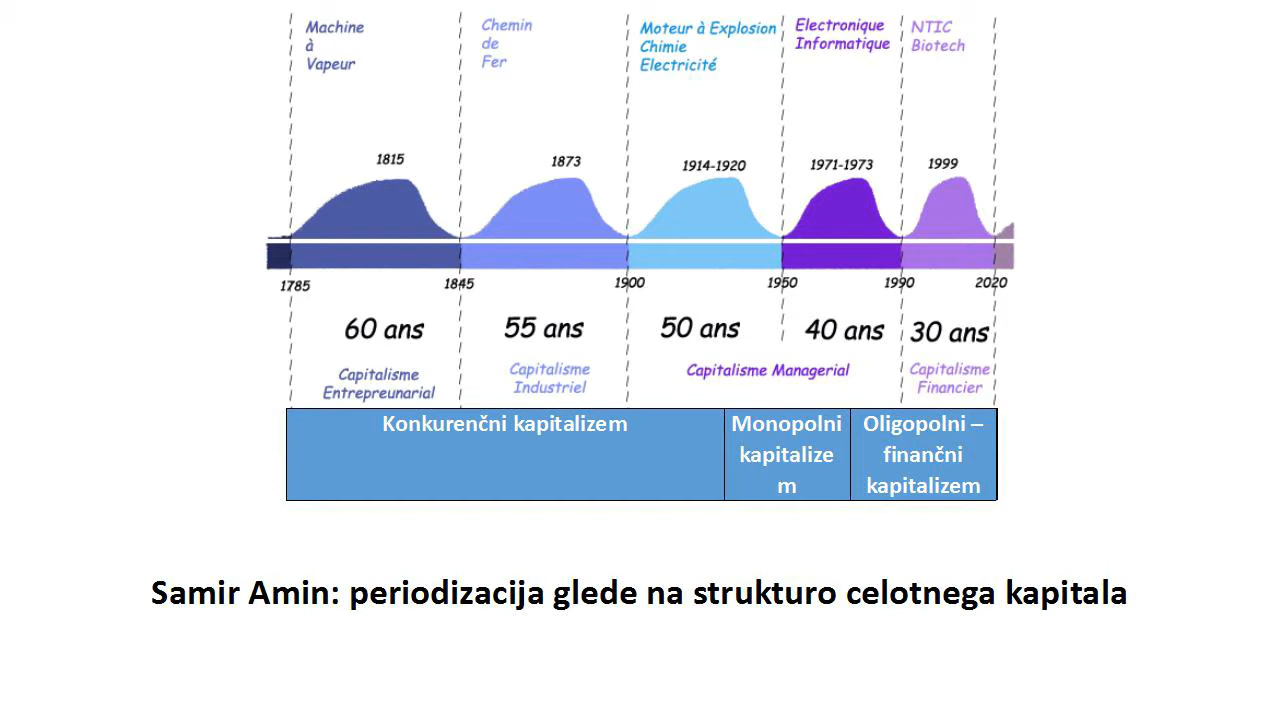 Machine
à
Vapeur
Chemin
de
Fer
Moteur à Explosion
Chimie
Electricité
Electronique
Informatique
NTIC
Biotech
1815
1873
1914-1920
1971-1973
1999
1785
1845
1900
1950
1990
2020
60 ans
55 ans
50 ans
40 ans
30 ans
Capitalisme
Entrepreunarial
Capitalisme
Industriel
Capitalisme Managerial
Capitalisme
Financier
Konkurenčni kapitalizem
Monopolni
kapitalize
m
Oligopolni –
finančni
kapitalizem
Samir Amin: periodizacija glede na strukturo celotnega kapitala